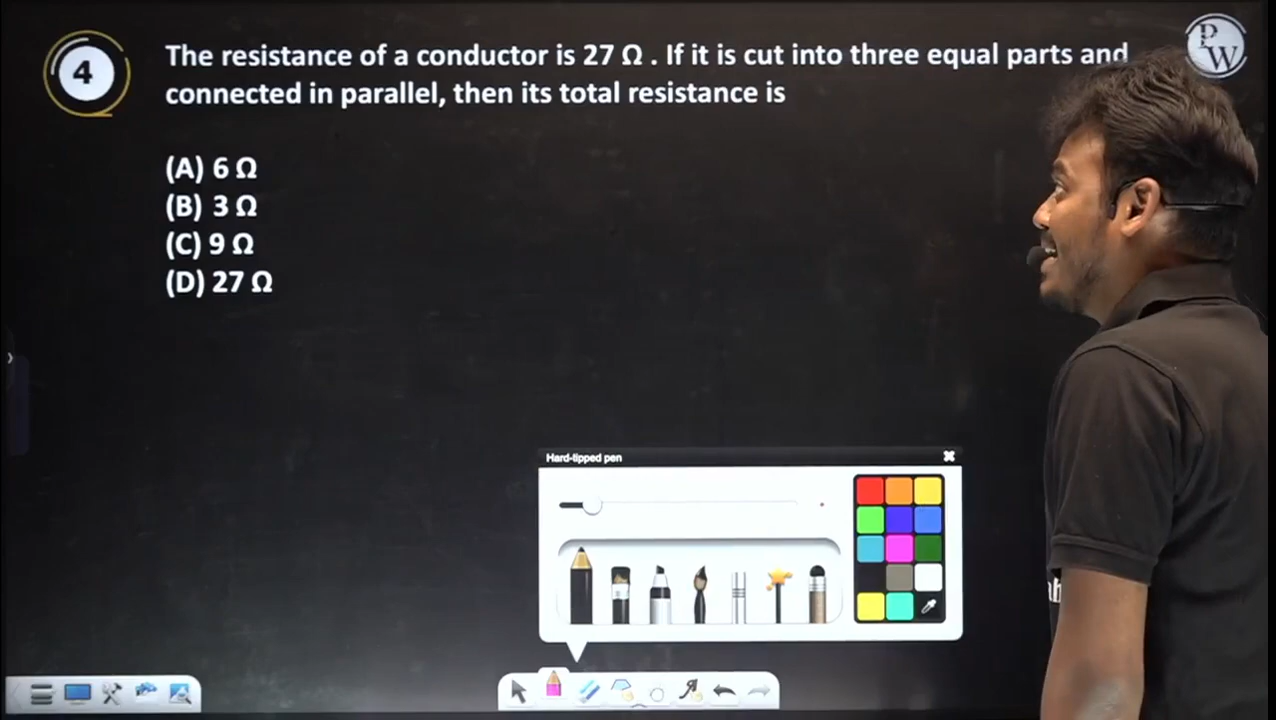 4
The resistance of a conductor is 27 Ω . If it is cut into three equal parts and
connected in parallel, then its total resistance is
(A) 6 Ω
(B) 3 Ω
(C) 9 Ω
(D) 27 Ω
P
W
Hard-tipped pen